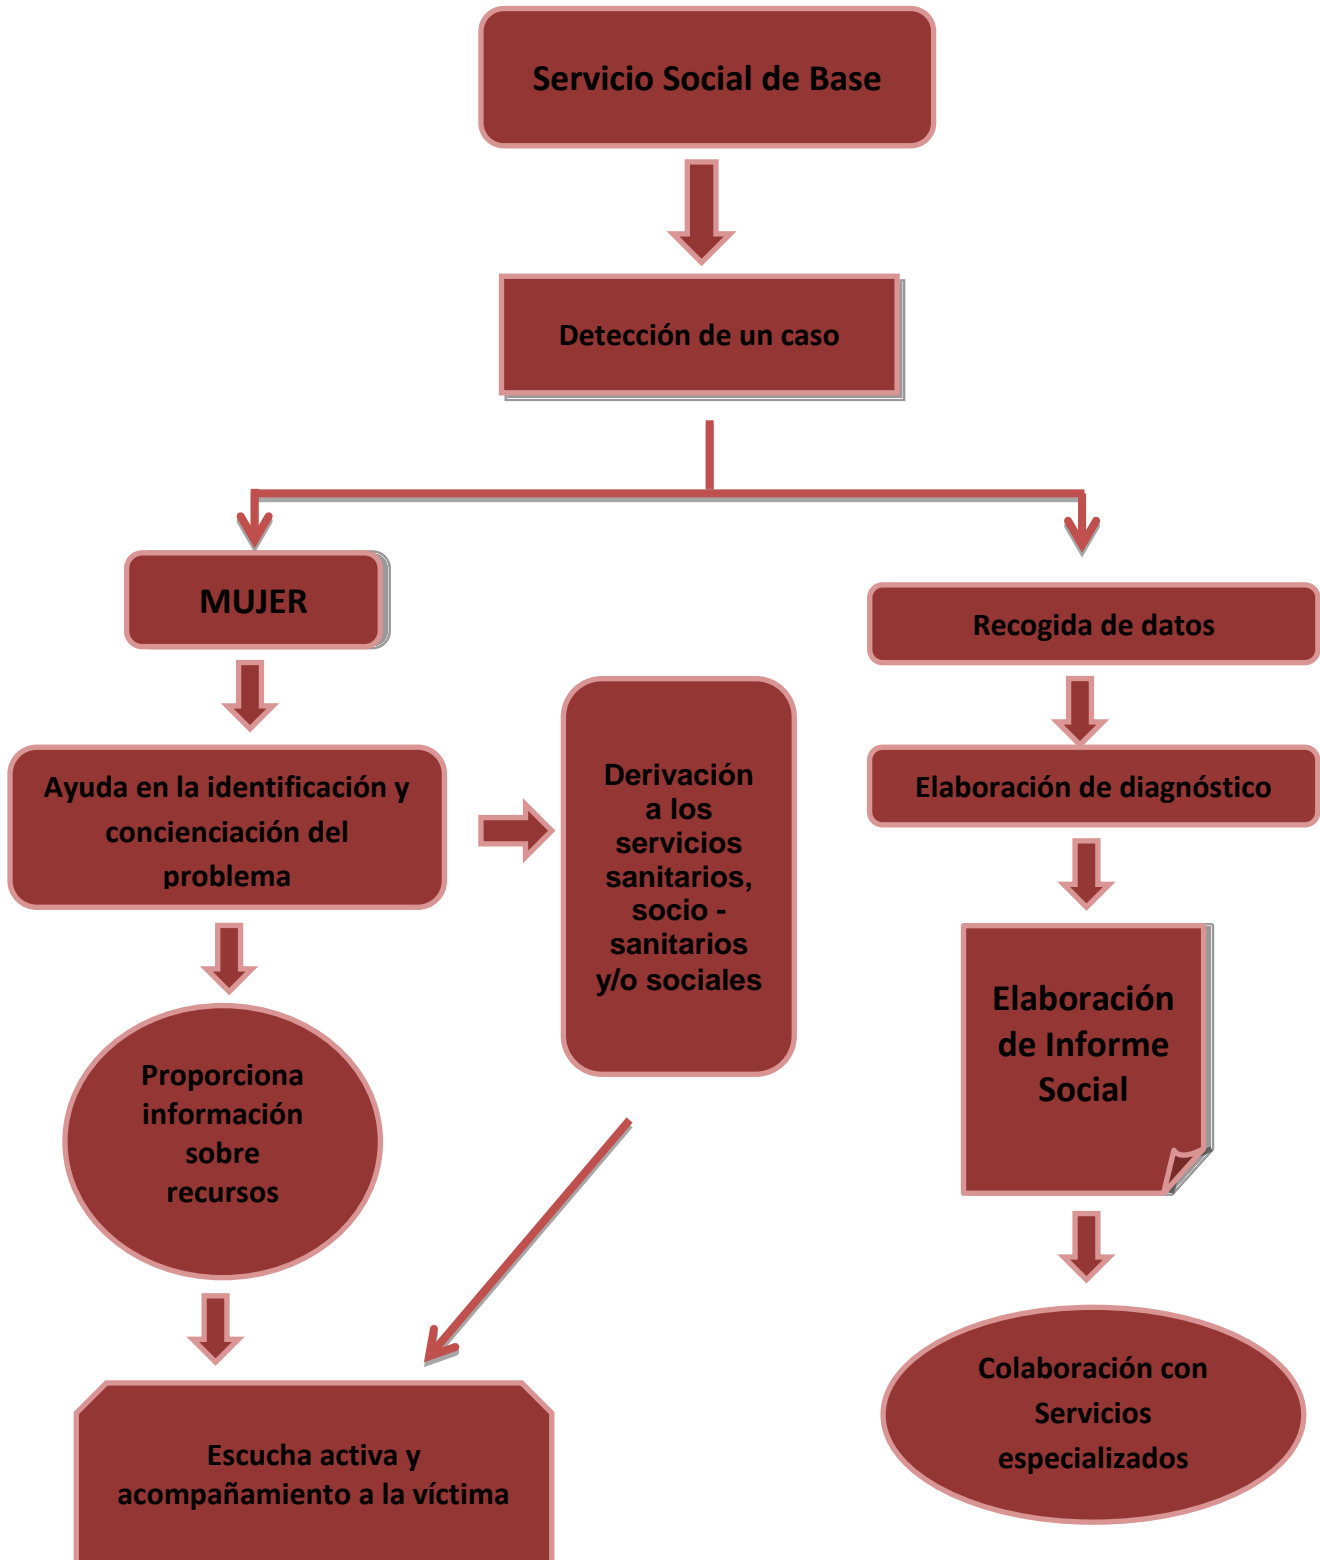 Servicio Social de Base
Detección de un caso
MUJER
Ayuda en la identificación y
concienciación del
problema
Proporciona
información
sobre
recursos
Derivación
a los
servicios
sanitarios,
socio -
sanitarios
y/o sociales
Escucha activa y
acompañamiento a la víctima
Recogida de datos
Elaboración de diagnóstico
Elaboración
de Informe
Social
Colaboración con
Servicios
especializados